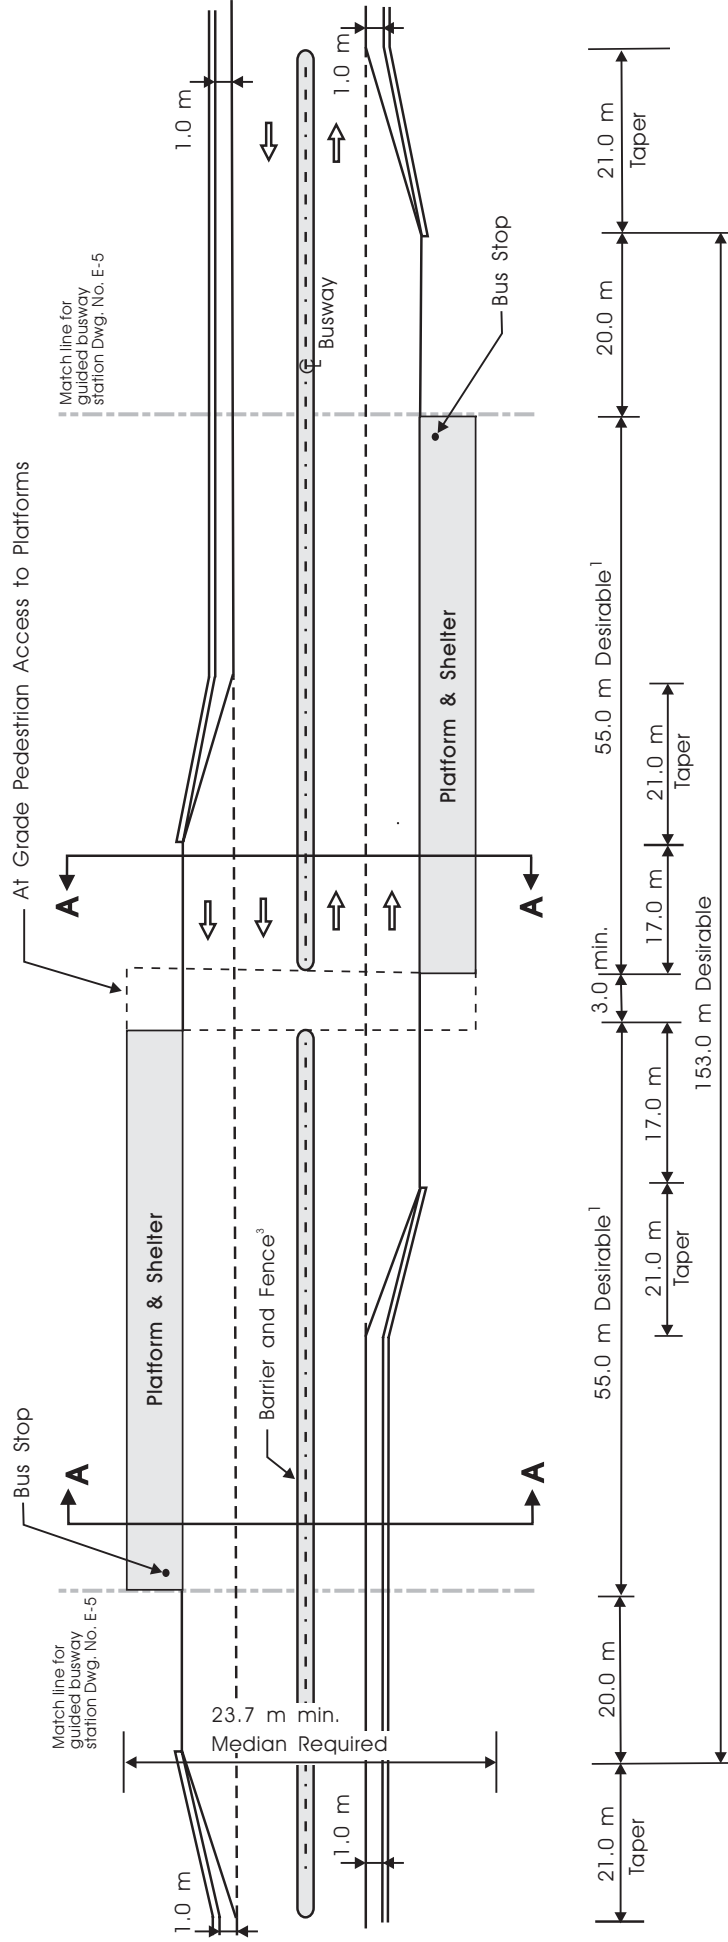 Match line for
guided busway
station Dwg. No. E-5
Bus Stop
A
A
At Grade Pedestrian Access to Platforms
A
A
Match line for
guided busway
station Dwg. No. E-5
1.0 m
1.0 m
Platform & Shelter
Barrier and Fence³
℄ Busway
23.7 m min.
Median Required
1.0 m
1.0 m
Platform & Shelter
Bus Stop
21.0 m
Taper
20.0 m
55.0 m Desirable¹
3.0 min.
55.0 m Desirable¹
20.0 m
21.0 m
Taper
21.0 m
Taper
17.0 m
17.0 m
21.0 m
Taper
153.0 m Desirable